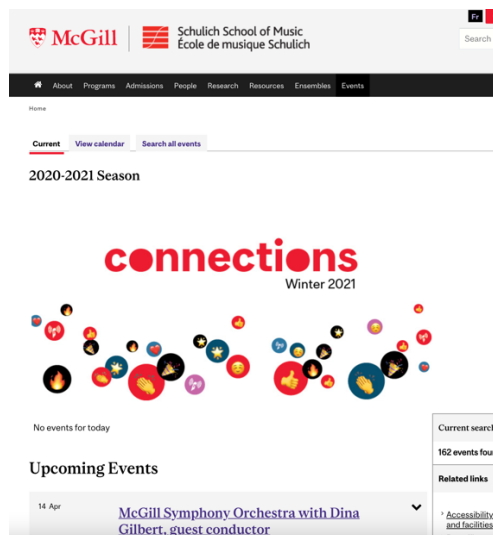 Fr
McGill
Schulich School of Music
École de musique Schulich
Search
About Programs Admissions People Research Resources Ensembles Events
Home
Current View calendar Search all events
2020-2021 Season
connections
Winter 2021
No events for today
Current search
162 events
Related links
Upcoming Events
14 Apr
McGill Symphony Orchestra with Dina
Gilbert, guest conductor
Accessibility
and facilities